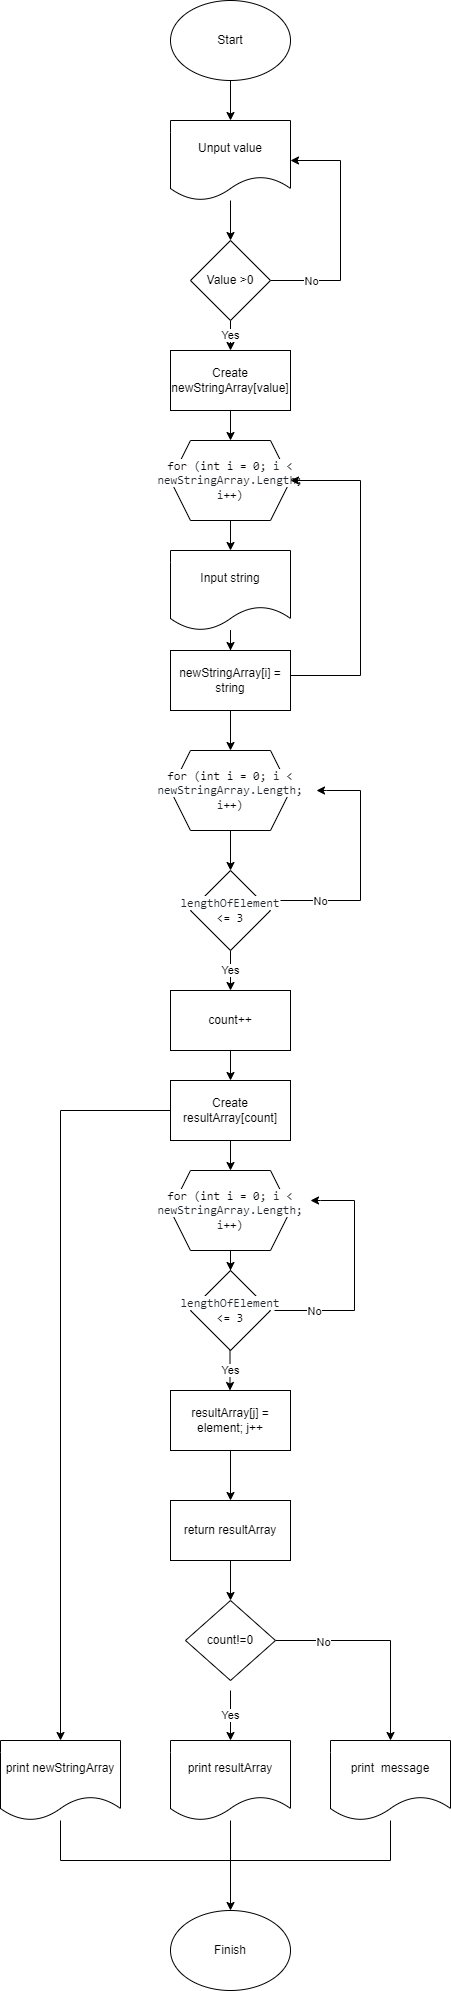 Start
Unput value
Value >0
No
Yes
Create
newStringArray[value]
for (int i = 0; i <
newStringArray.Length;
i++)
Input string
newStringArray[i] =
string
for (int i = 0; i <
newStringArray.Length;
i++)
lengthOfElement
<= 3
No
Yes
count++
Create
resultArray[count]
for (int i = 0; i <
newStringArray.Length;
i++)
lengthOfElement
<= 3
No
Yes
resultArray[j] =
element; j++
return resultArray
count!=0
No
Yes
print newStringArray
print resultArray
print  message
Finish